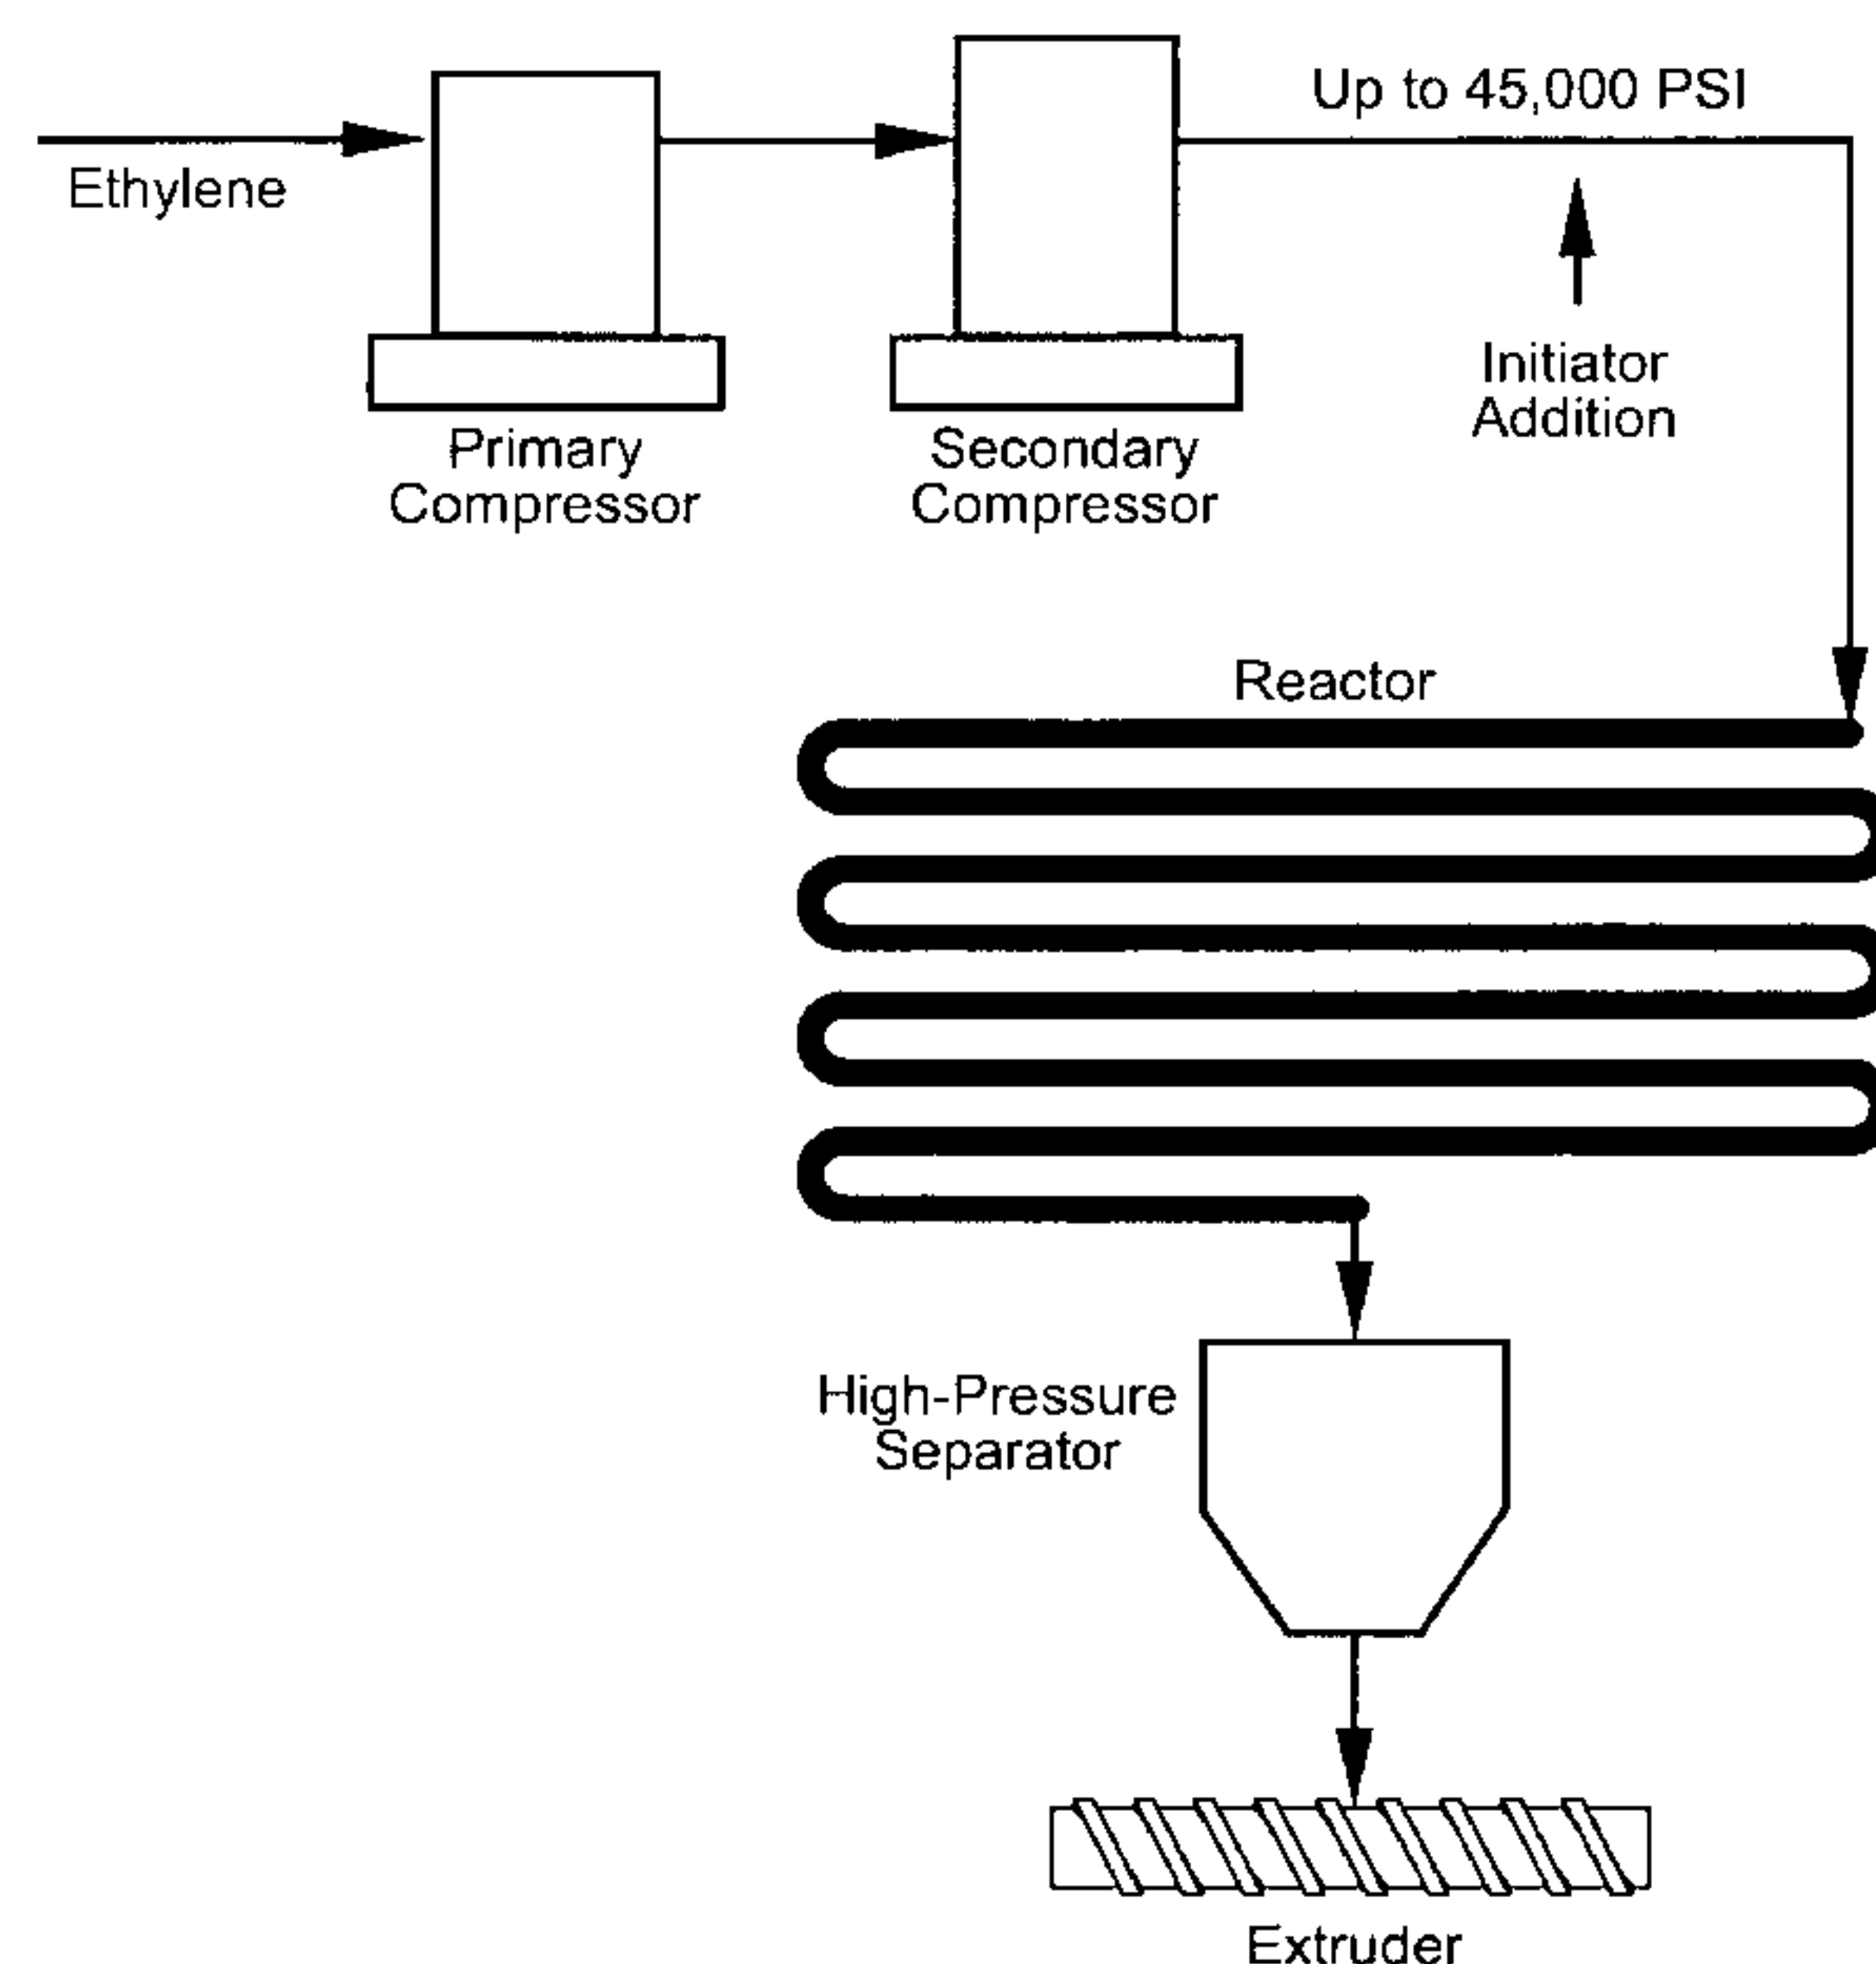 Up to 45,000 PSI
Ethylene
Initiator
Addition
Primary
Compressor
Secondary
Compressor
Reactor
High-Pressure
Separator
Extruder